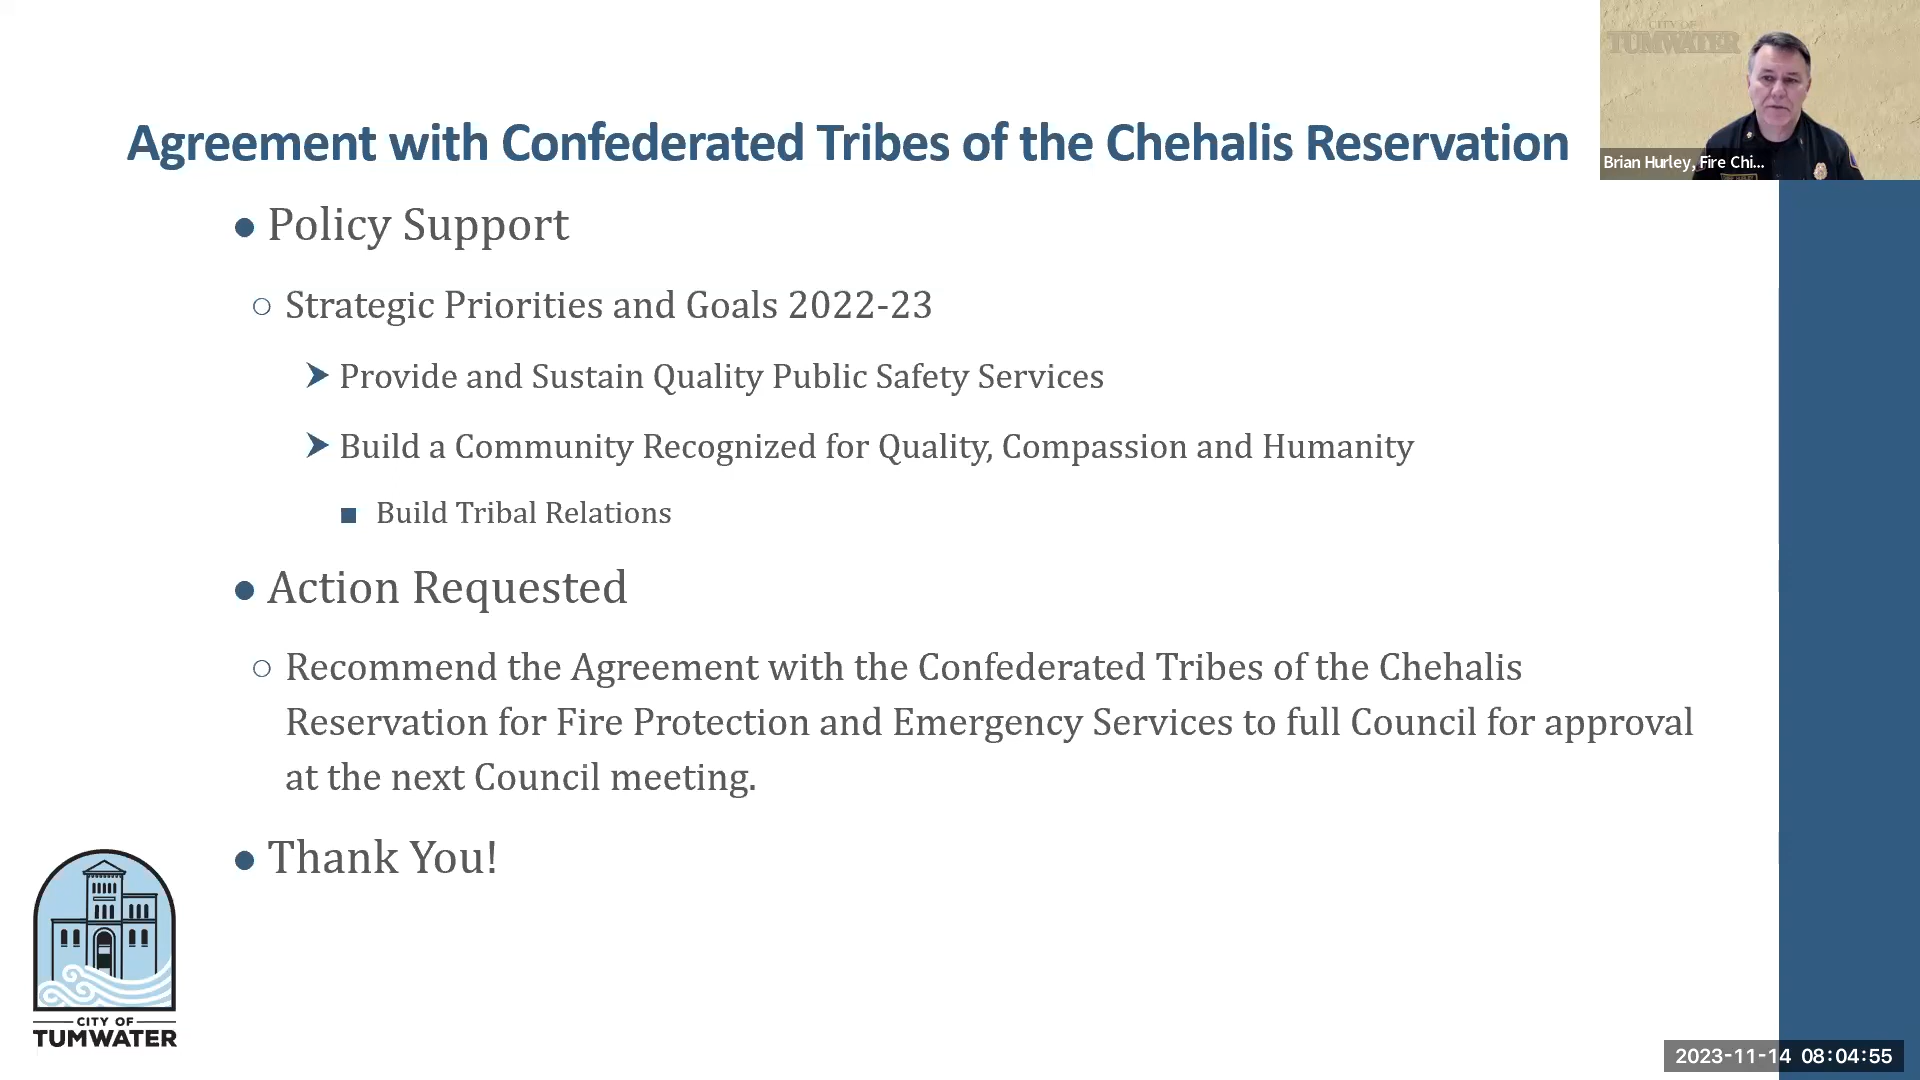 CITY OF
TUMWATER
Brian Hurley, Fire Chi...
Agreement with Confederated Tribes of the Chehalis Reservation
Policy Support
Strategic Priorities and Goals 2022-23
Provide and Sustain Quality Public Safety Services
Build a Community Recognized for Quality, Compassion and Humanity
Build Tribal Relations
Action Requested
Recommend the Agreement with the Confederated Tribes of the Chehalis
Reservation for Fire Protection and Emergency Services to full Council for approval
at the next Council meeting.
Thank You!
CITY OF
TUMWATER
2023-11-14 08:04:55